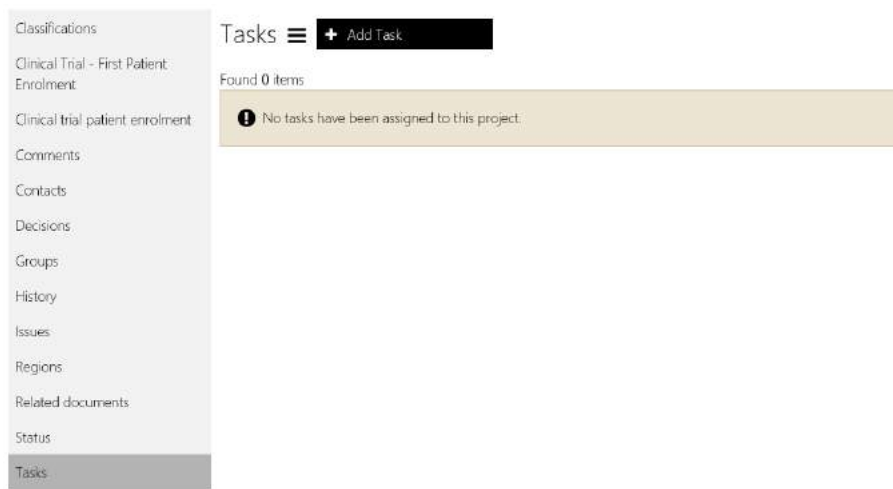 Classifications
Clinical Trial - First Patient
Enrolment
Clinical trial patient enrolment
Comments
Contacts
Decisions
Groups
History
Issues
Regions
Related documents
Status
Tasks
Tasks
Add Task
Found 0 items
No tasks have been assigned to this project.